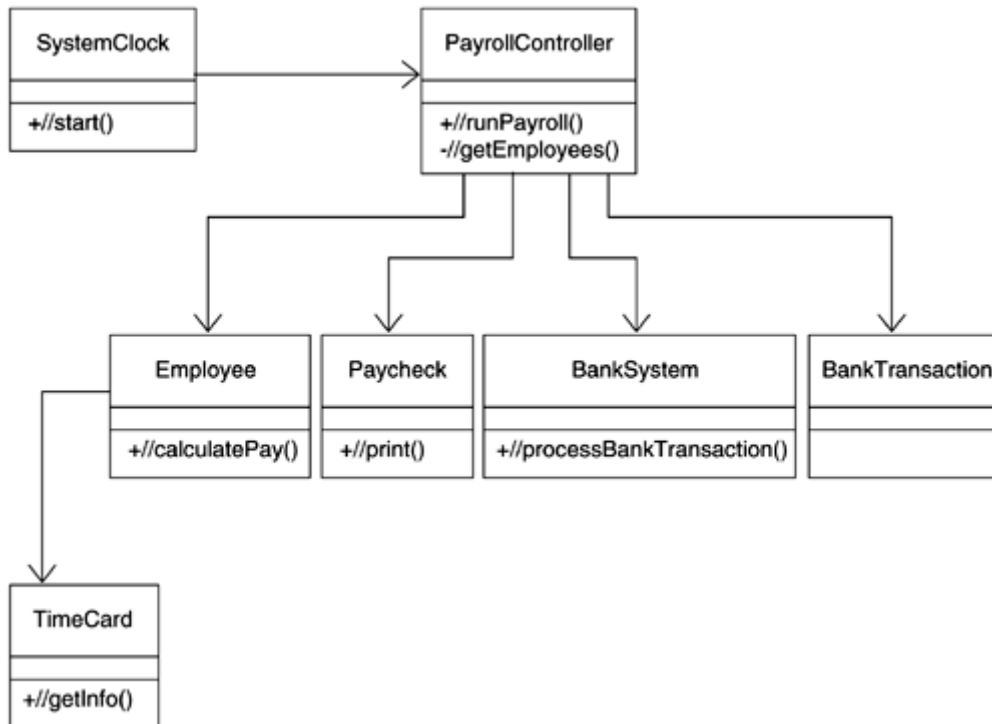 SystemClock
+//start()
PayrollController
+//runPayroll()
-//getEmployees()
Employee
+//calculatePay()
Paycheck
+//print()
BankSystem
+//processBankTransaction()
BankTransaction
TimeCard
+//getInfo()